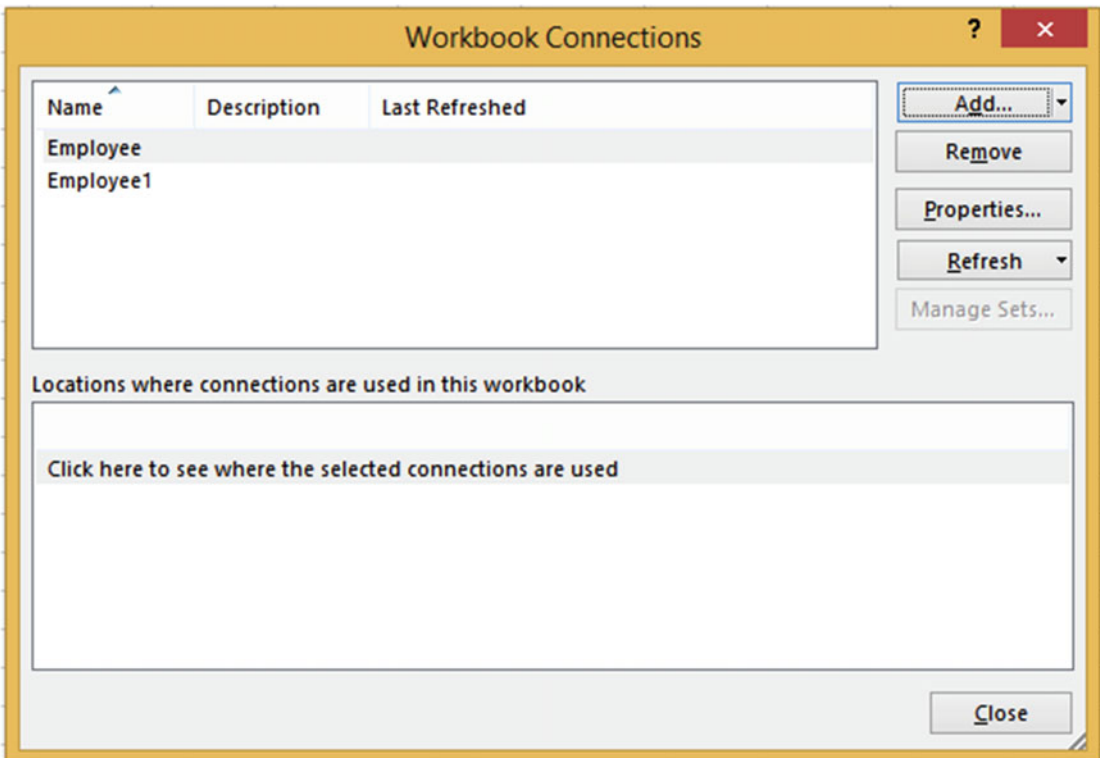 Workbook Connections ?
Name Description Last Refreshed
Add...
Employee
Remove
Employee1
Properties...
Refresh
Manage Sets...
Locations where connections are used in this workbook
Click here to see where the selected connections are used
Close